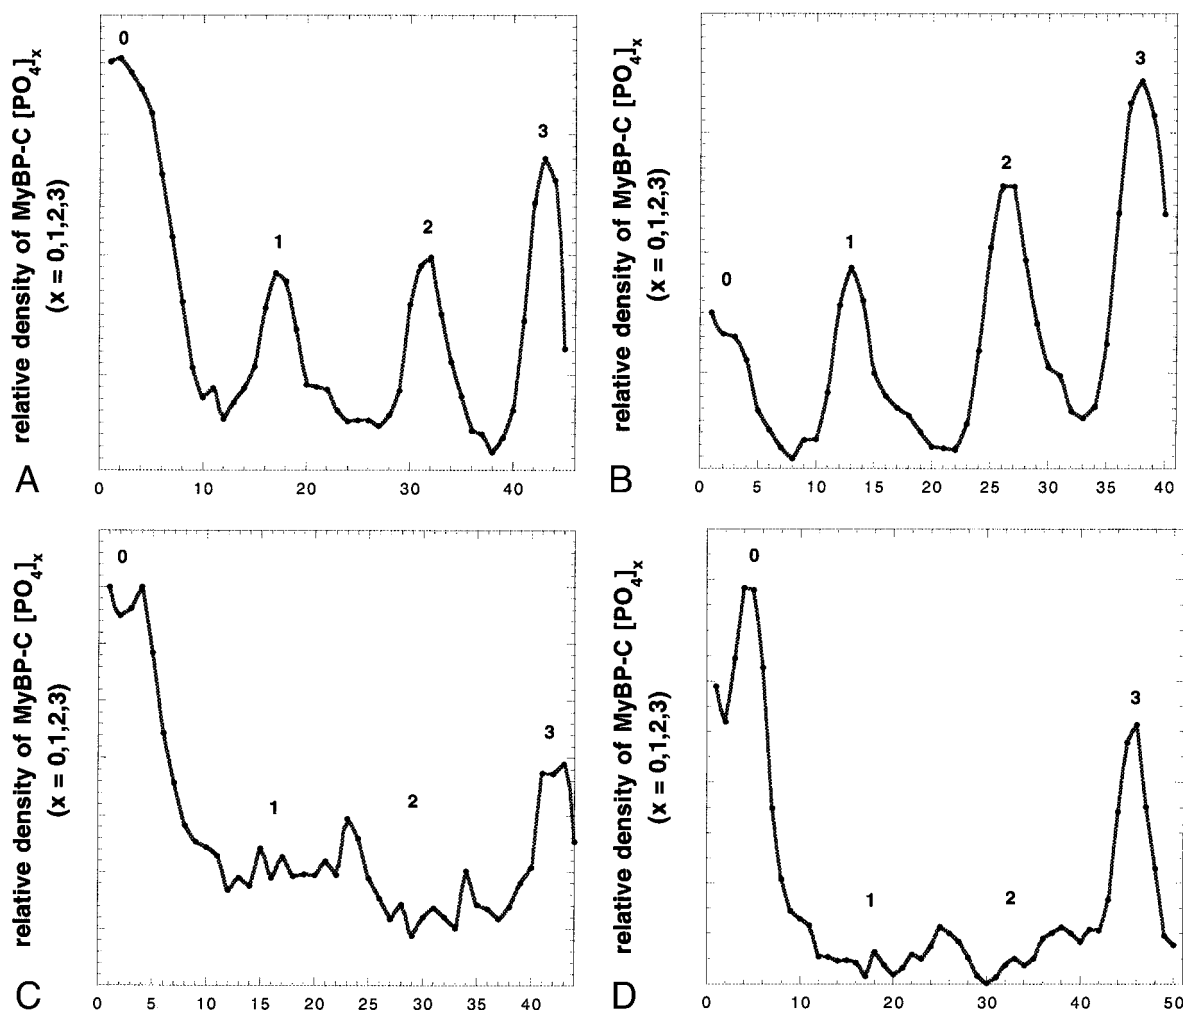 relative density of MyBP-C [PO4]x
(x = 0,1,2,3)
0
1
2
3
A
0 10 20 30 40
relative density of MyBP-C [PO4]x
(x = 0,1,2,3)
0
1
2
3
B
0 5 10 15 20 25 30 35 40
relative density of MyBP-C [PO4]x
(x = 0,1,2,3)
0
1
2
3
C
0 5 10 15 20 25 30 35 40
relative density of MyBP-C [PO4]x
(x = 0,1,2,3)
0
1
2
3
D
0 10 20 30 40 50